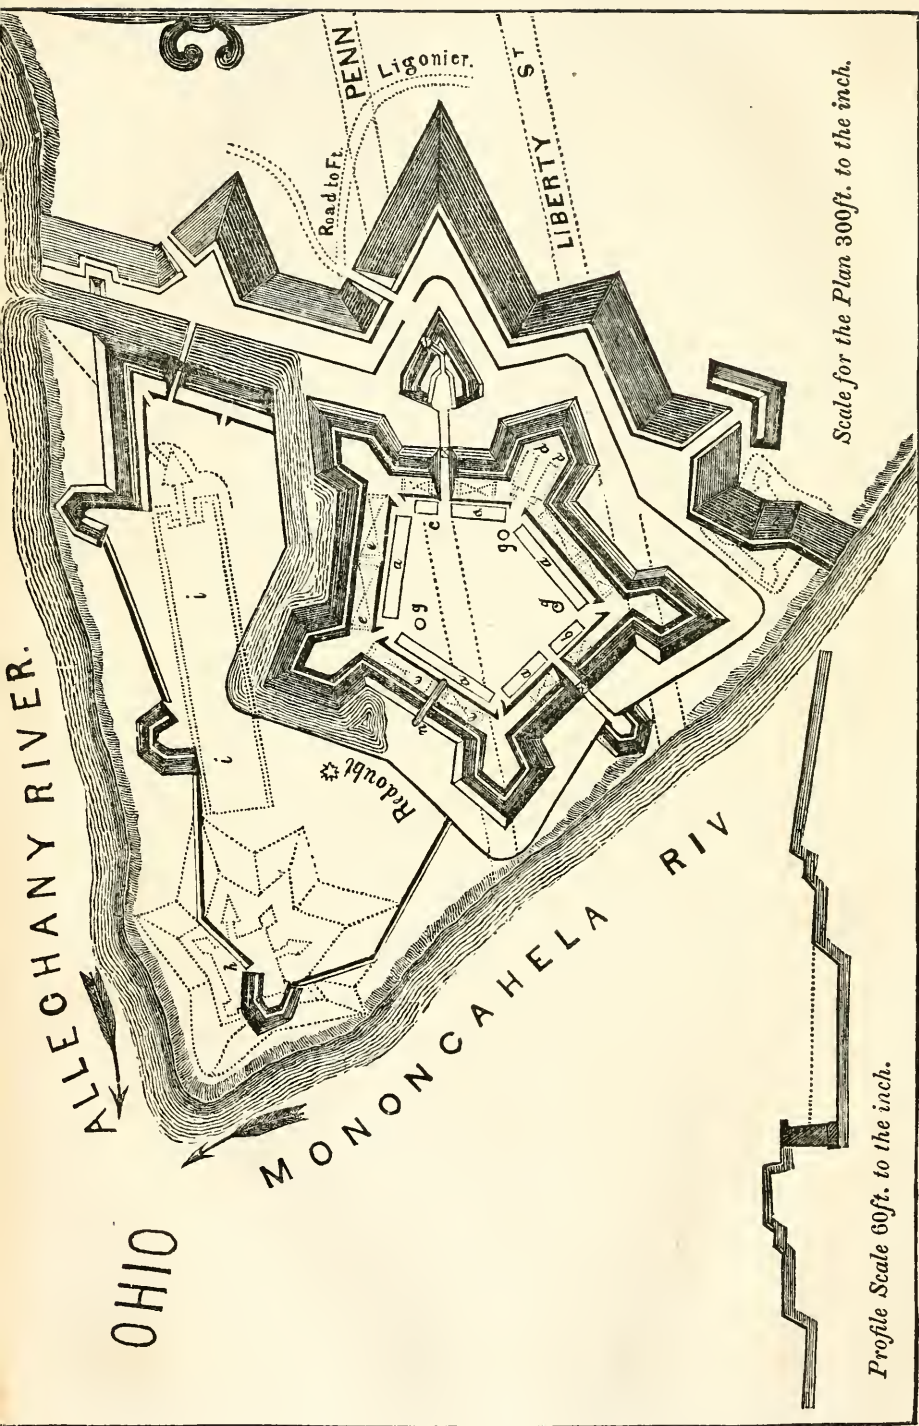 ALLEGHANY RIVER.
OHIO
MONONCAHELA RIV
PENN
Ligonier.
Road to Ft.
LIBERTY ST
Redoubt
i
i
h
a
a
a
a
a
b
c
c
c
c
c
d
d
g
g
g
Scale for the Plan 300ft. to the inch.
Profile Scale 60ft. to the inch.